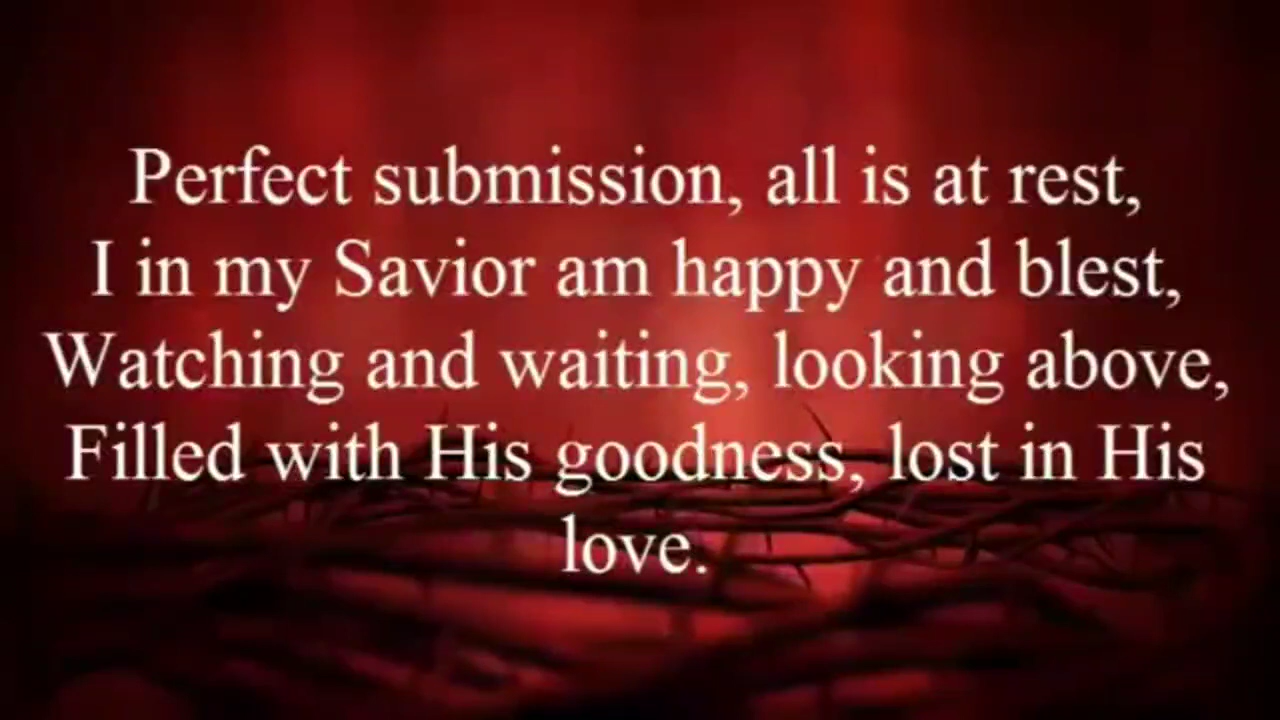 Perfect submission, all is at rest,
I in my Savior am happy and blest,
Watching and waiting, looking above,
Filled with His goodness, lost in His
love.